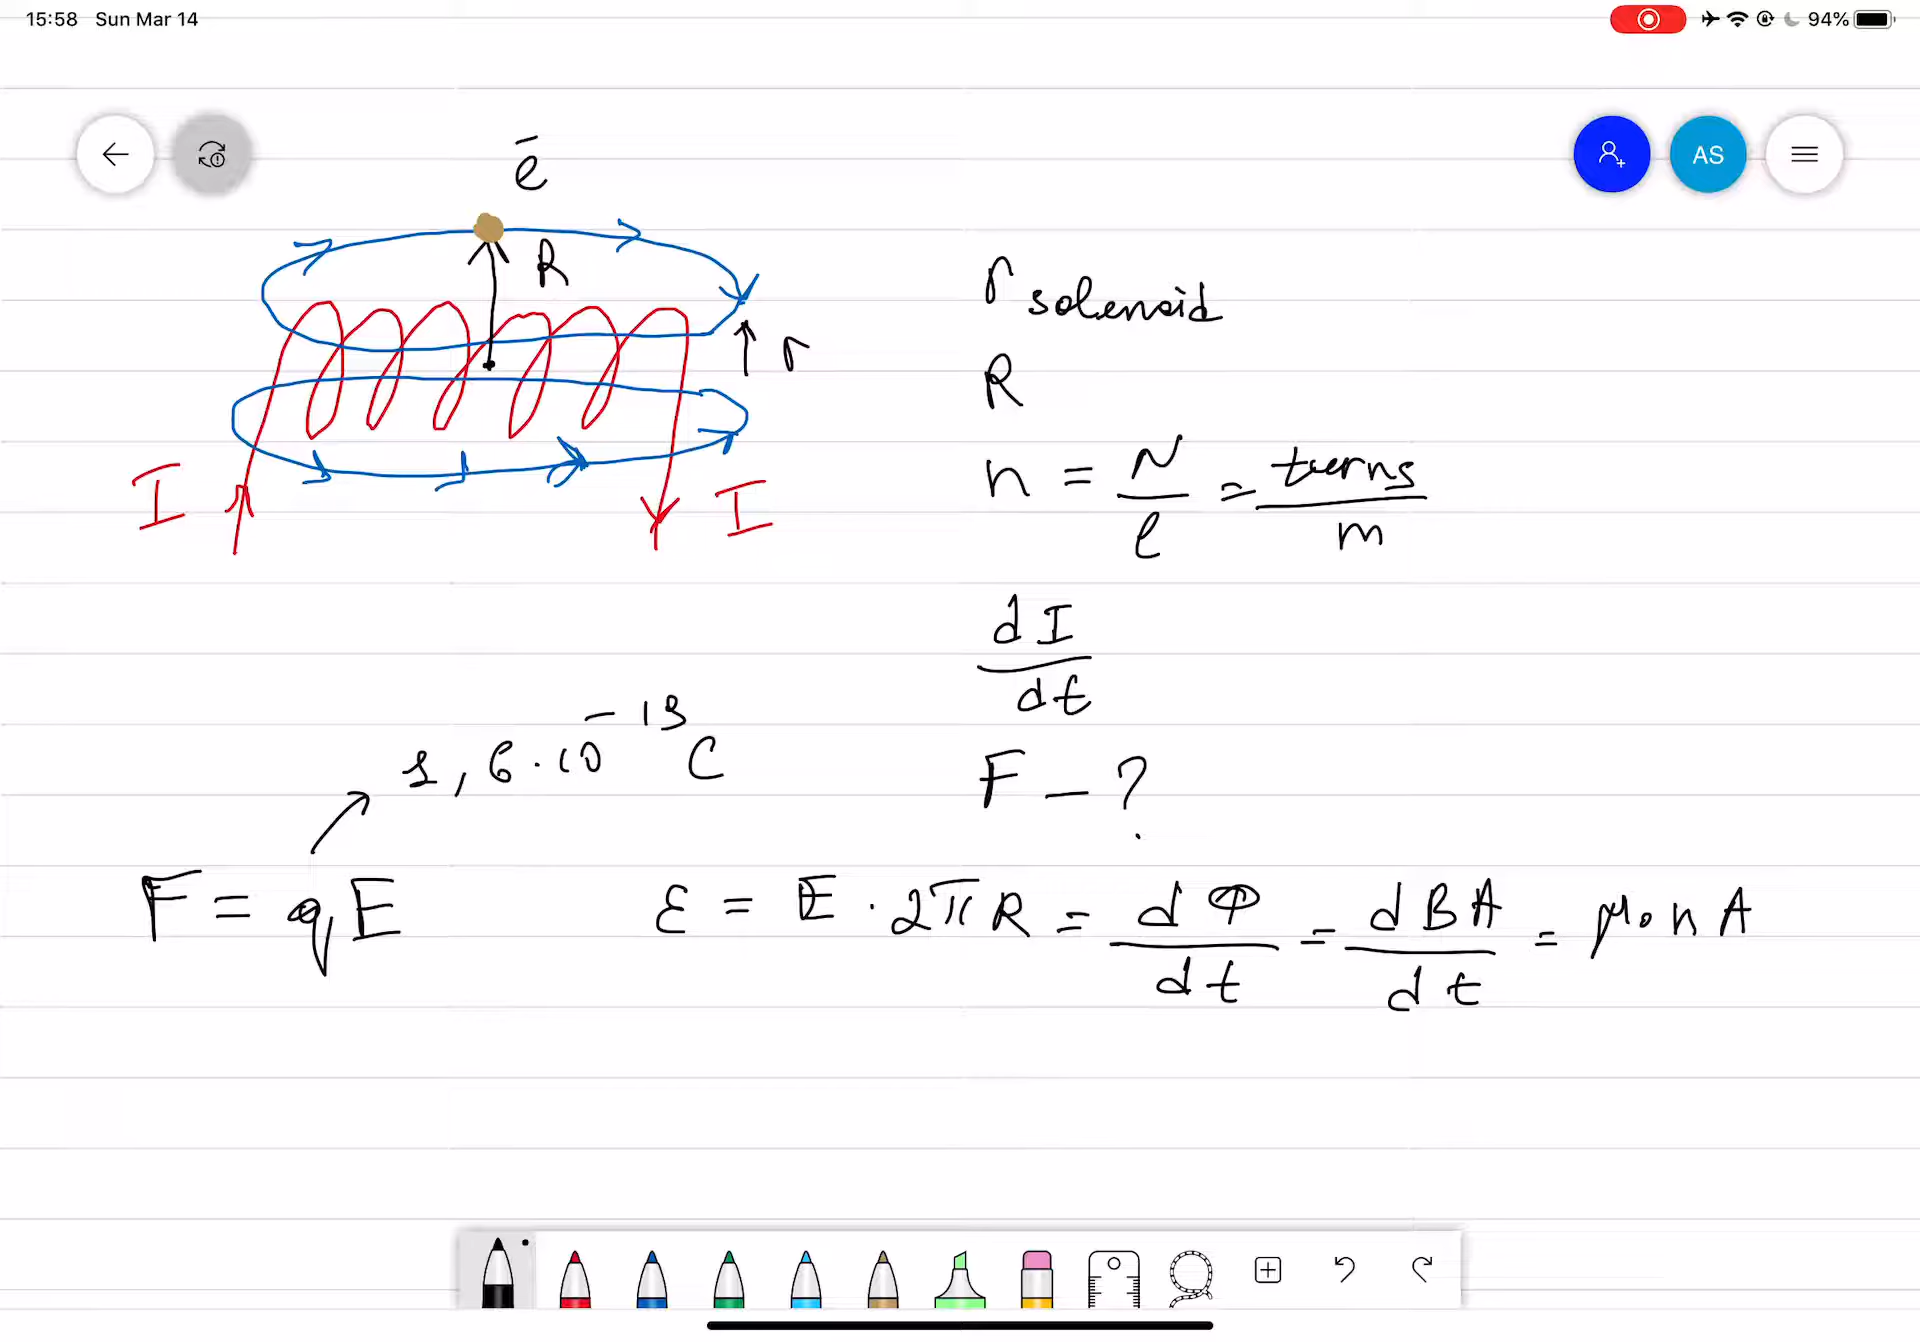 15:58 Sun Mar 14
94%
AS
e̅
R
r
I
I
r solenoid
R
n = N/l = turns/m
dI/dt
F – ?
1,6·10⁻¹⁹ C
F = qE
ε = E · 2πR = dΦ/dt = dBA/dt = μ₀nA